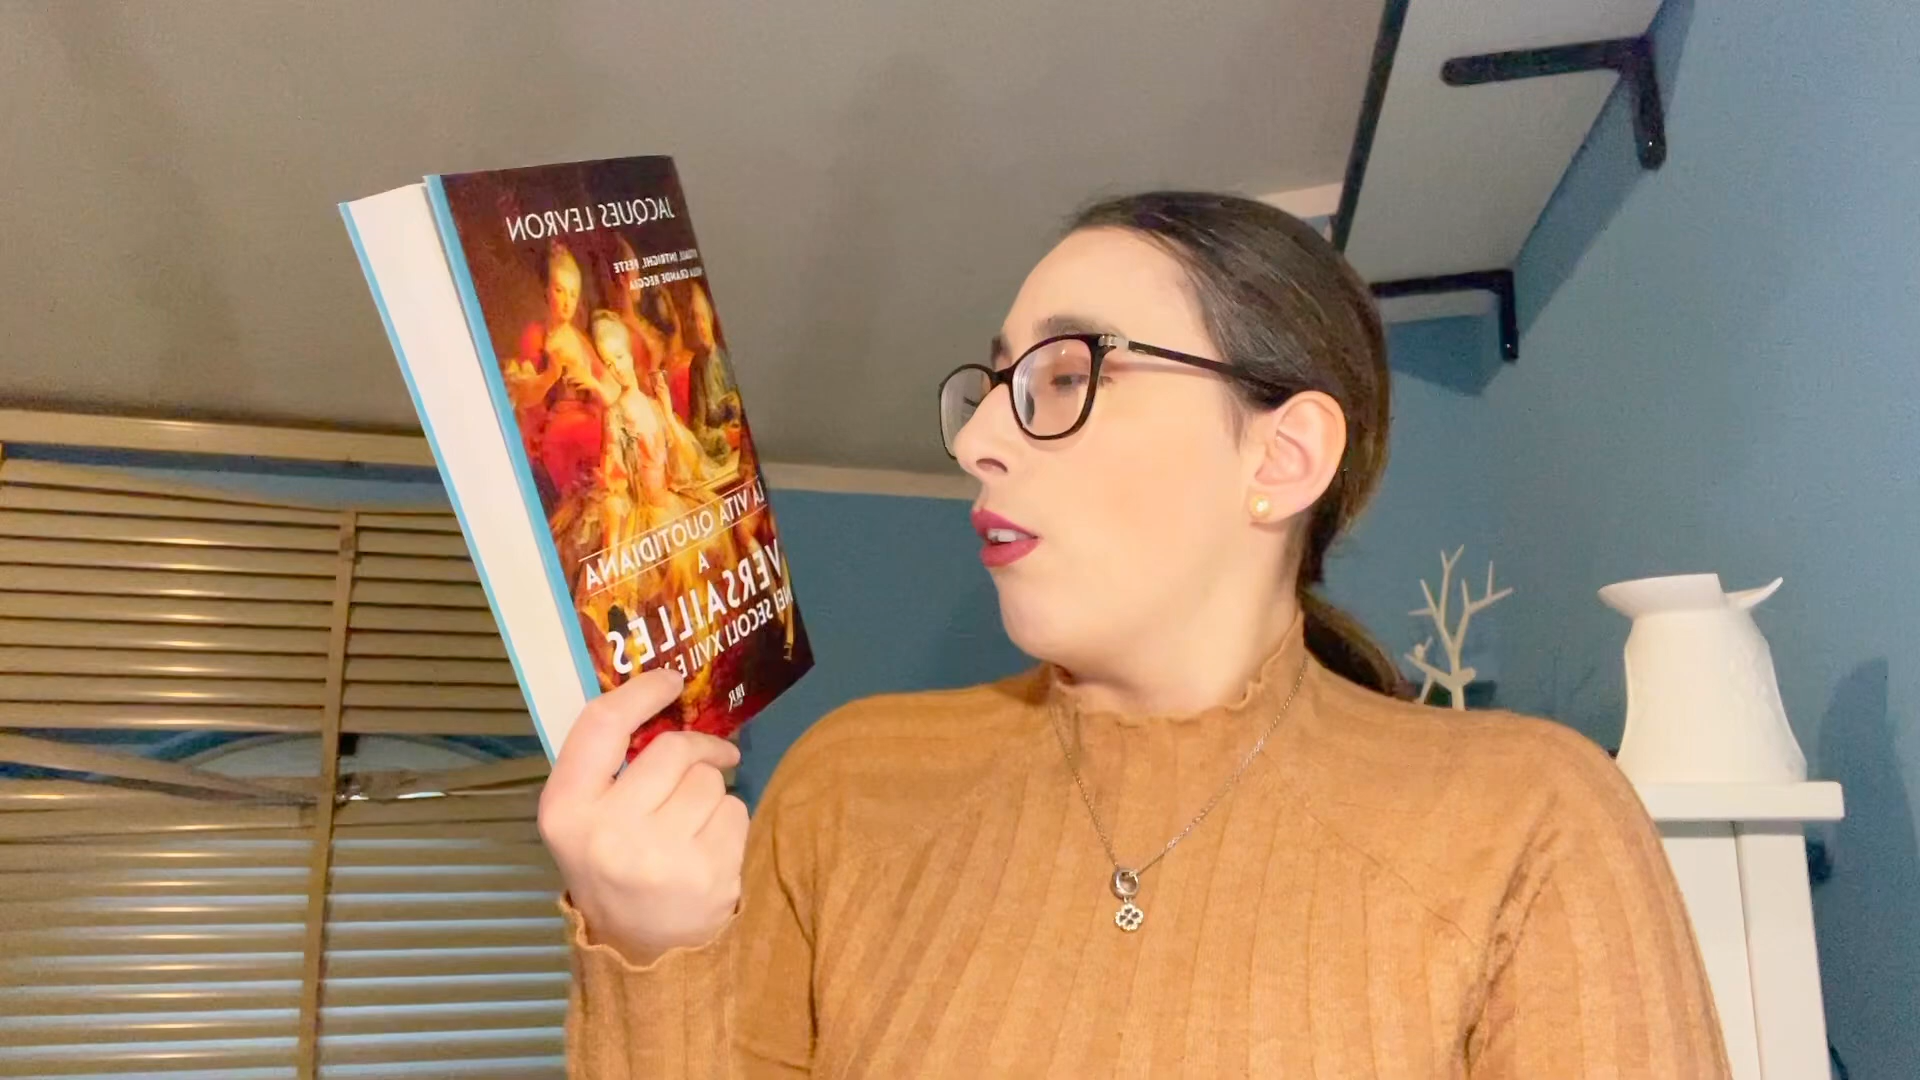 JACQUES LEVRON
RITUALI, INTRIGHI, FESTE
NELLA GRANDE REGGIA
LA VITA QUOTIDIANA
A
VERSAILLES
NEI SECOLI XVII E
BUR